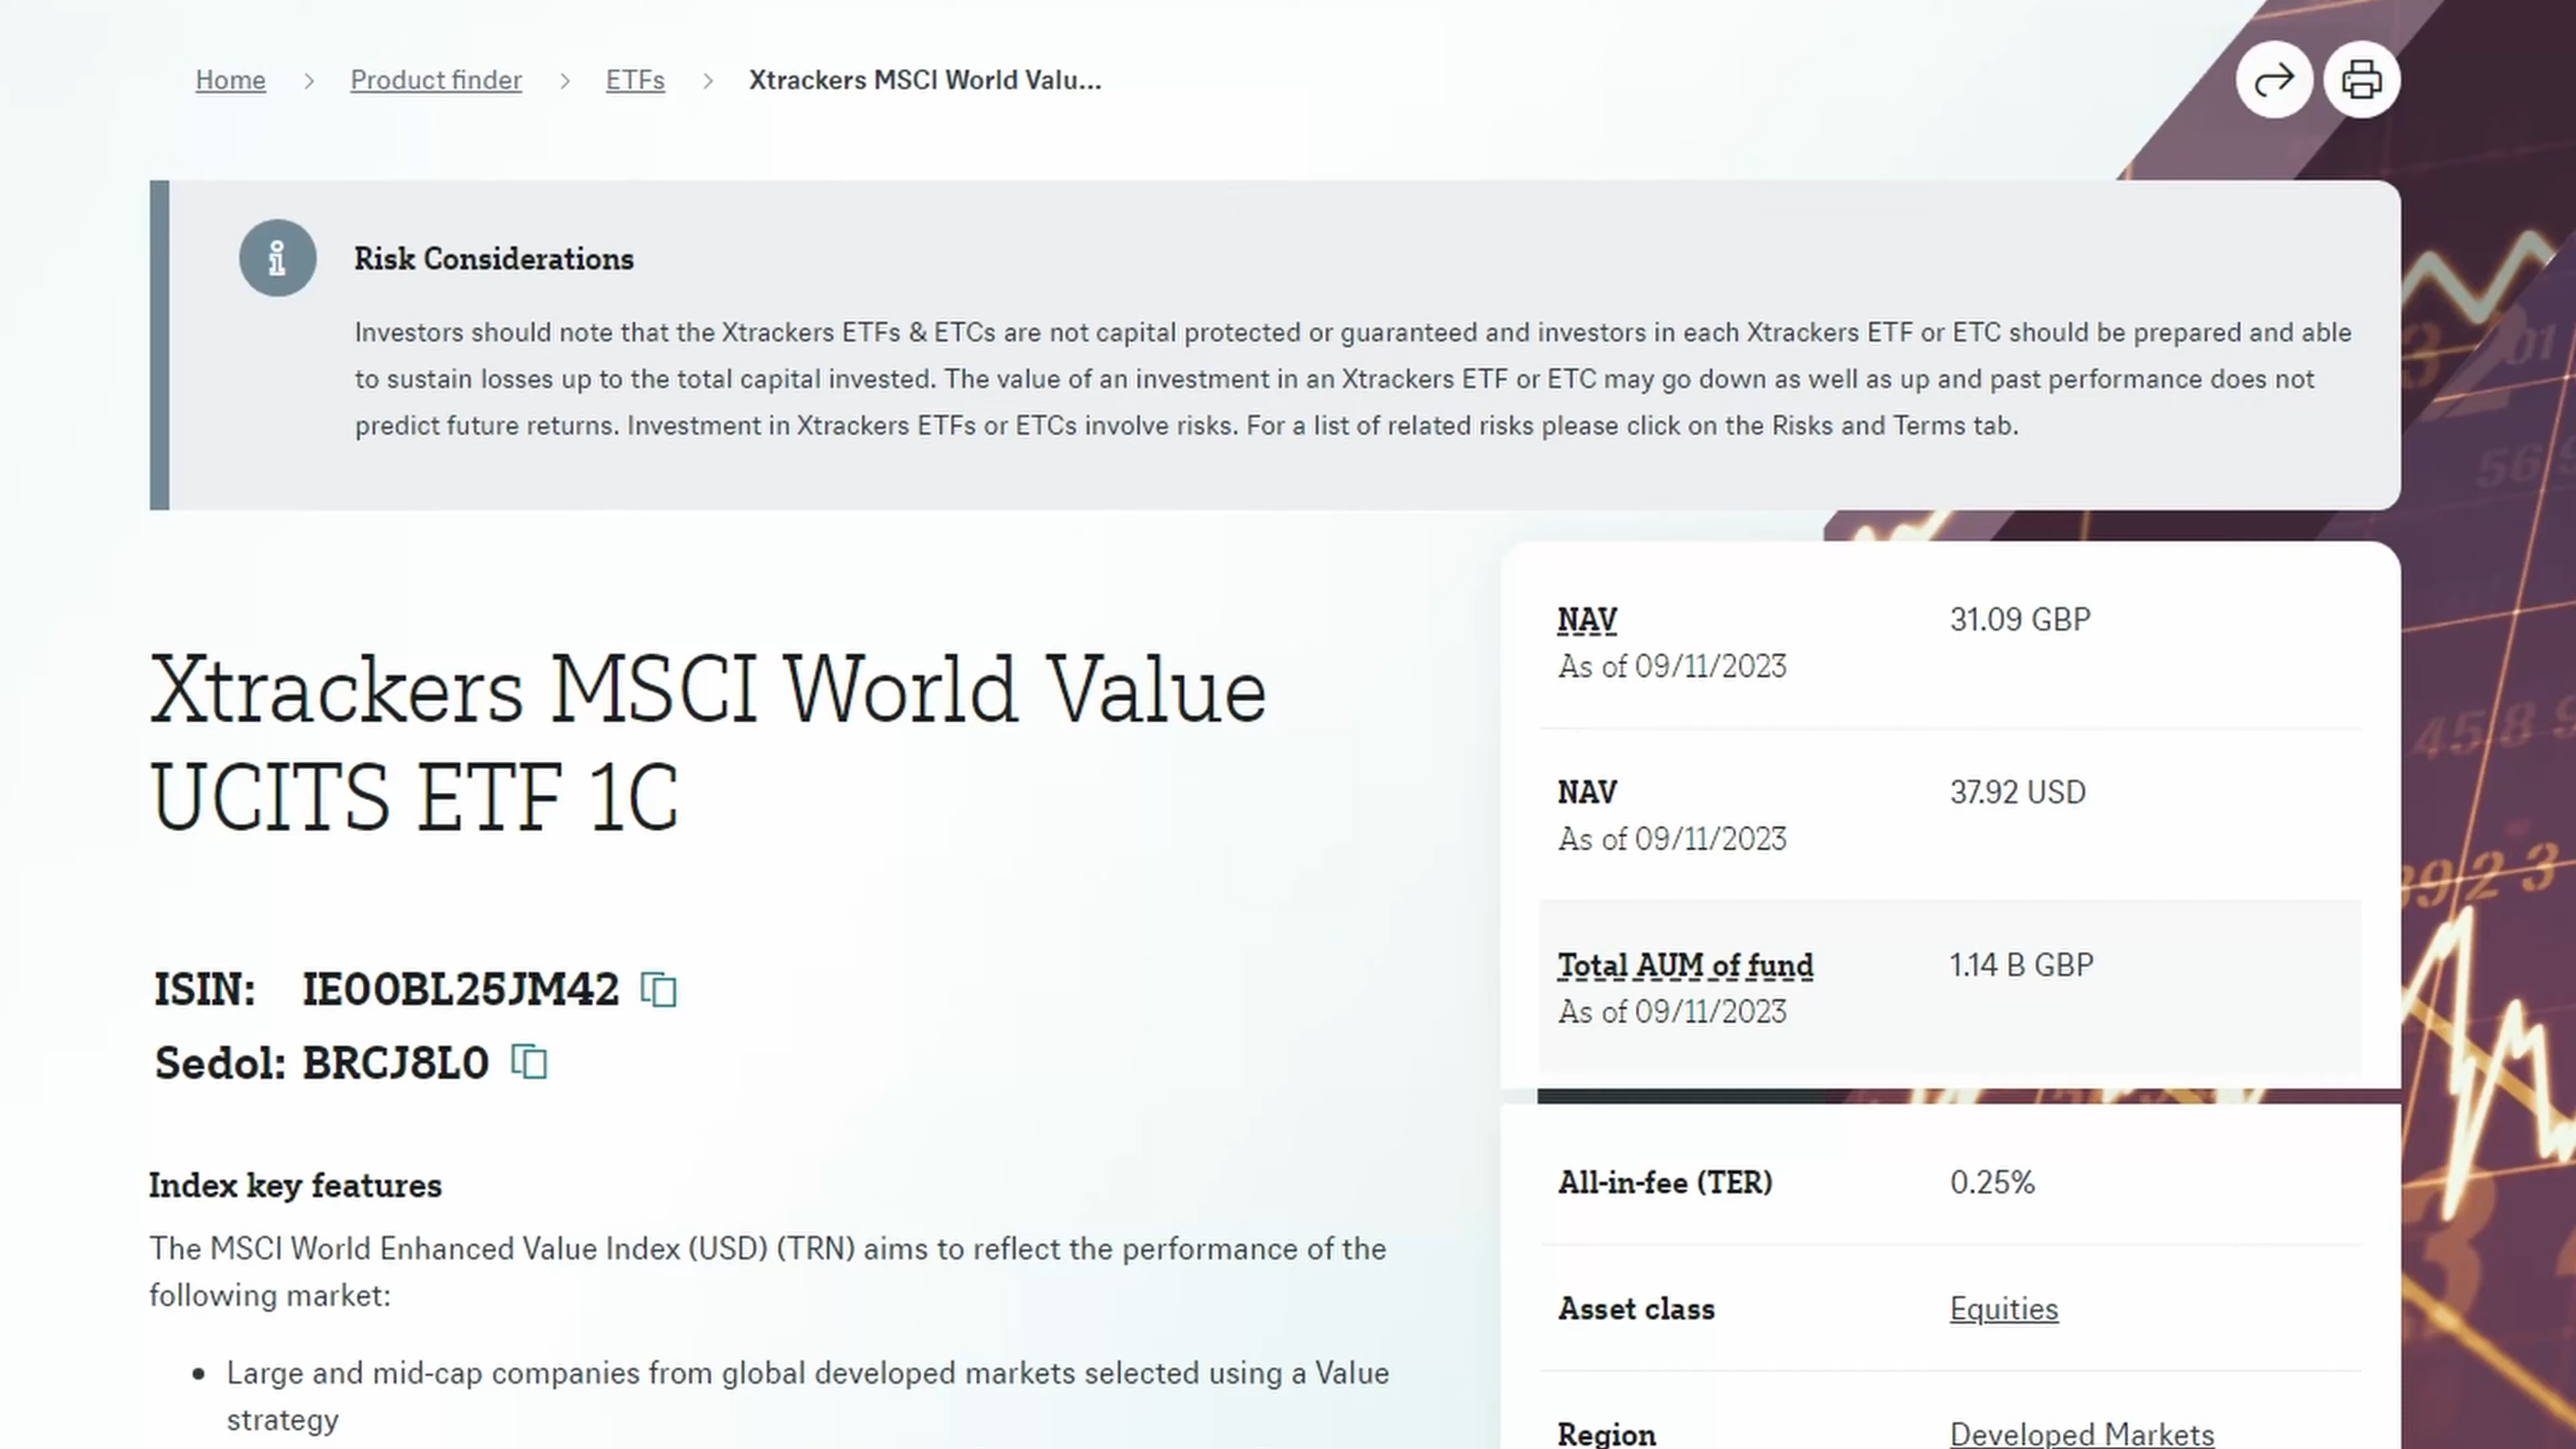 Home > Product finder > ETFs > Xtrackers MSCI World Valu...
Risk Considerations
Investors should note that the Xtrackers ETFs & ETCs are not capital protected or guaranteed and investors in each Xtrackers ETF or ETC should be prepared and able
to sustain losses up to the total capital invested. The value of an investment in an Xtrackers ETF or ETC may go down as well as up and past performance does not
predict future returns. Investment in Xtrackers ETFs or ETCs involve risks. For a list of related risks please click on the Risks and Terms tab.
Xtrackers MSCI World Value
UCITS ETF 1C
ISIN: IE00BL25JM42
Sedol: BRCJ8L0
Index key features
The MSCI World Enhanced Value Index (USD) (TRN) aims to reflect the performance of the
following market:
• Large and mid-cap companies from global developed markets selected using a Value
strategy
NAV 31.09 GBP
As of 09/11/2023
NAV 37.92 USD
As of 09/11/2023
Total AUM of fund 1.14 B GBP
As of 09/11/2023
All-in-fee (TER) 0.25%
Asset class Equities
Region Developed Markets